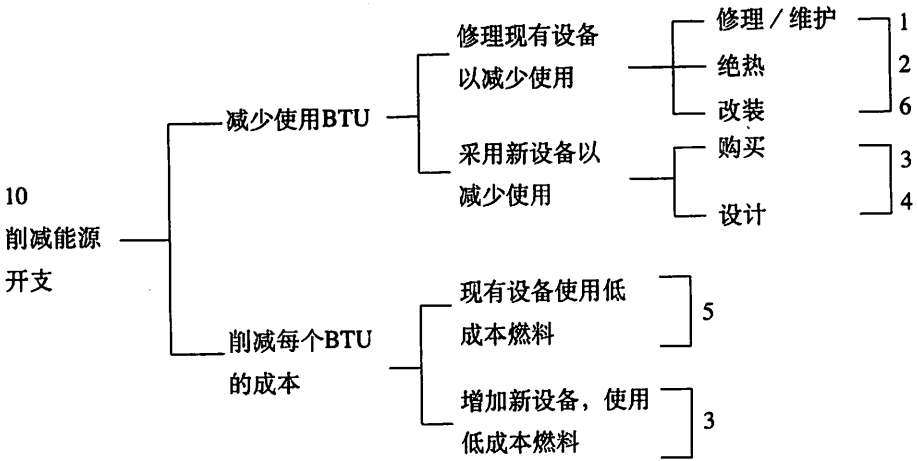 修理现有设备
以减少使用
修理／维护
1
绝热
2
改装
6
减少使用BTU
采用新设备以
减少使用
购买
3
设计
4
10
削减能源
开支
现有设备使用低
成本燃料
5
削减每个BTU
的成本
增加新设备，使用
低成本燃料
3